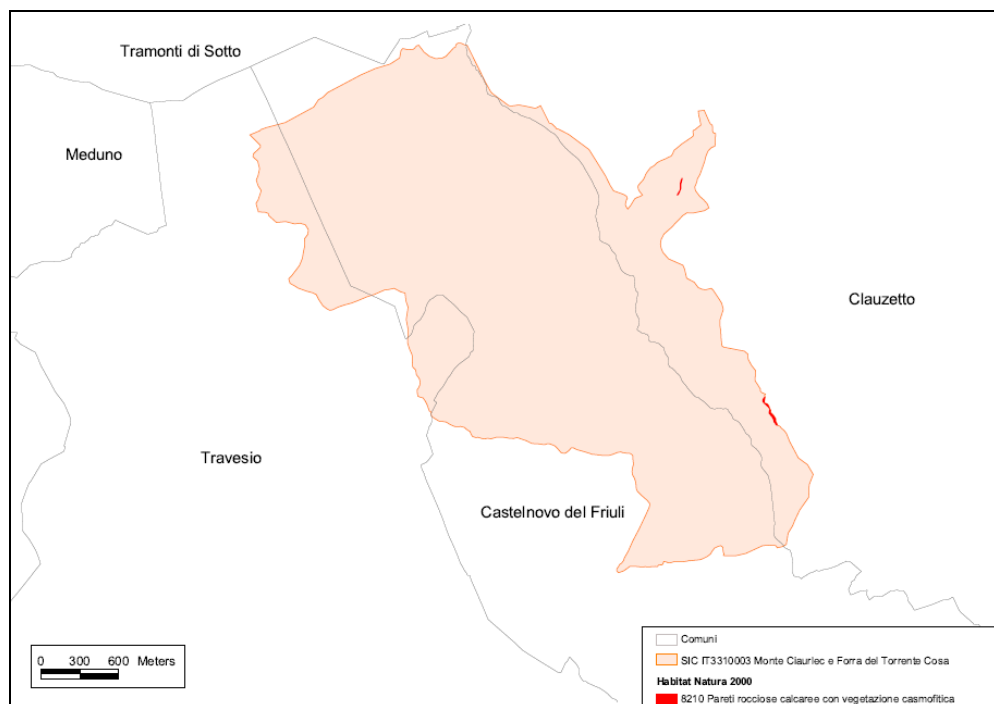 Tramonti di Sotto
Meduno
Clauzetto
Travesio
Castelnovo del Friuli
0 300 600 Meters
Comuni
SIC IT3310003 Monte Ciaurlec e Forra del Torrente Cosa
Habitat Natura 2000
8210 Pareti rocciose calcaree con vegetazione casmofitica